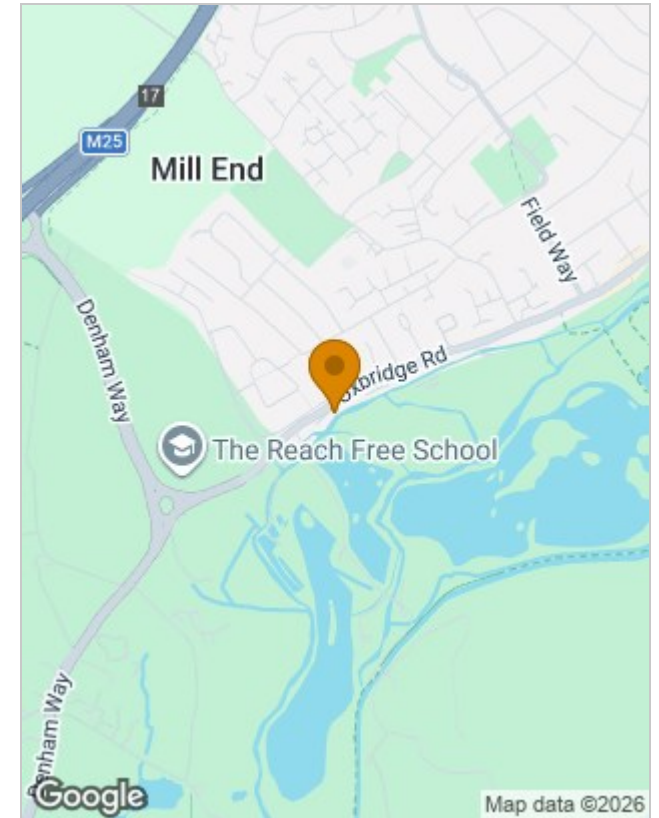 17
M25
Mill End
Field Way
Denham Way
oxbridge Rd
The Reach Free School
Denham Way
Google
Map data ©2026